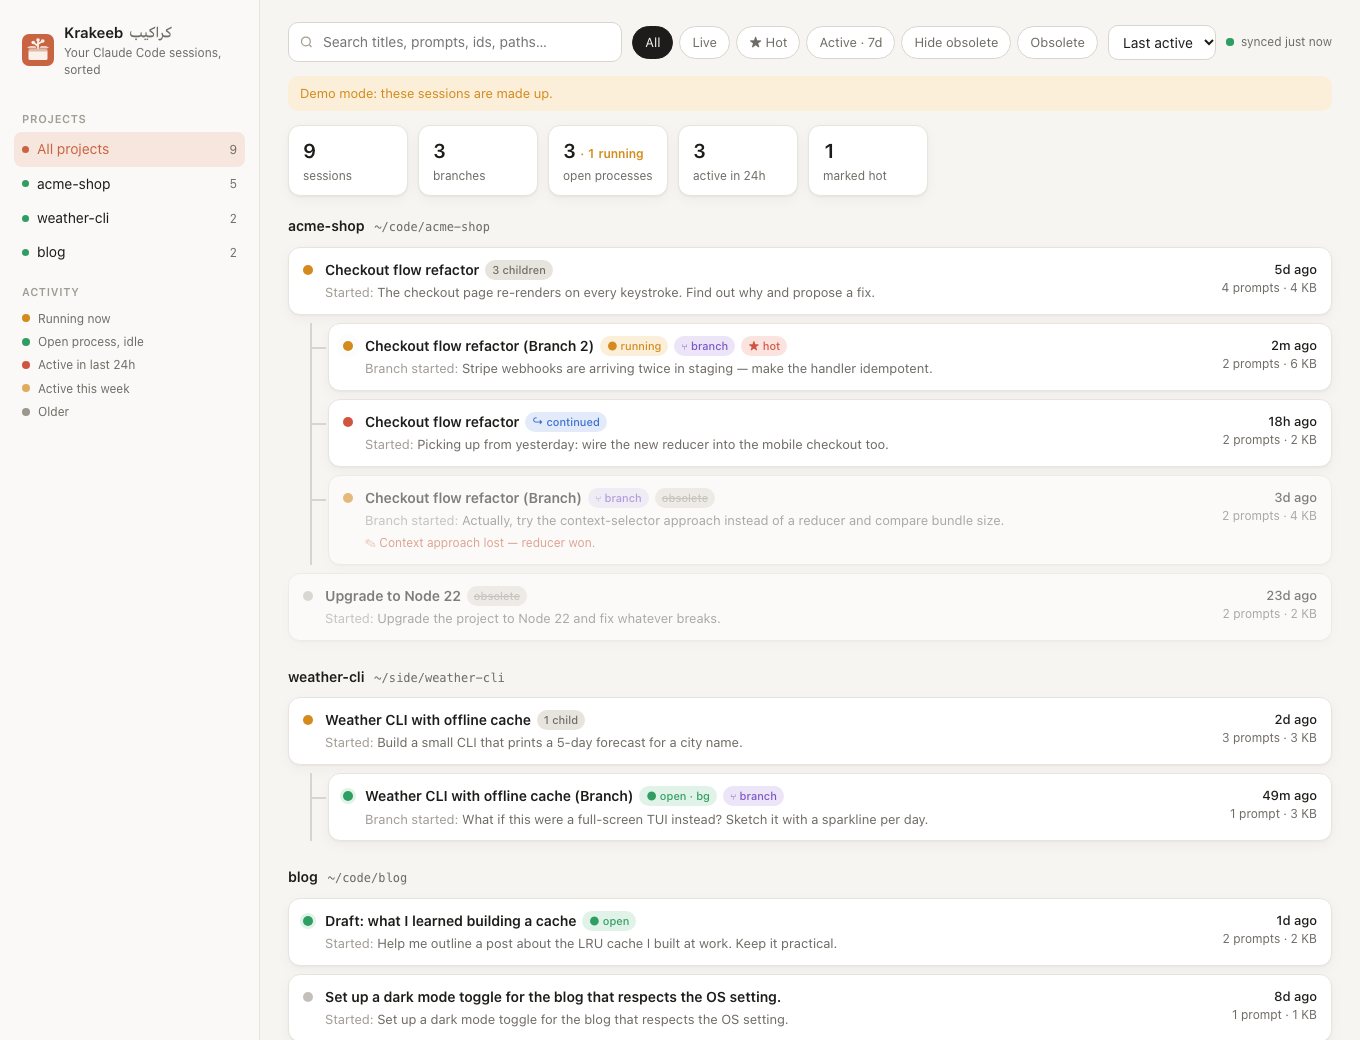 Krakeeb كراكيب
Your Claude Code sessions,
sorted
PROJECTS
All projects 9
acme-shop 5
weather-cli 2
blog 2
ACTIVITY
Running now
Open process, idle
Active in last 24h
Active this week
Older
Search titles, prompts, ids, paths...
All
Live
★ Hot
Active · 7d
Hide obsolete
Obsolete
Last active
synced just now
Demo mode: these sessions are made up.
9
sessions
3
branches
3 · 1 running
open processes
3
active in 24h
1
marked hot
acme-shop ~/code/acme-shop
Checkout flow refactor 3 children 5d ago
Started: The checkout page re-renders on every keystroke. Find out why and propose a fix. 4 prompts · 4 KB
Checkout flow refactor (Branch 2) running branch ★ hot 2m ago
Branch started: Stripe webhooks are arriving twice in staging — make the handler idempotent. 2 prompts · 6 KB
Checkout flow refactor ↪ continued 18h ago
Started: Picking up from yesterday: wire the new reducer into the mobile checkout too. 2 prompts · 2 KB
Checkout flow refactor (Branch) branch obsolete 3d ago
Branch started: Actually, try the context-selector approach instead of a reducer and compare bundle size. 2 prompts · 4 KB
✎ Context approach lost — reducer won.
Upgrade to Node 22 obsolete 23d ago
Started: Upgrade the project to Node 22 and fix whatever breaks. 2 prompts · 2 KB
weather-cli ~/side/weather-cli
Weather CLI with offline cache 1 child 2d ago
Started: Build a small CLI that prints a 5-day forecast for a city name. 3 prompts · 3 KB
Weather CLI with offline cache (Branch) open · bg branch 49m ago
Branch started: What if this were a full-screen TUI instead? Sketch it with a sparkline per day. 1 prompt · 3 KB
blog ~/code/blog
Draft: what I learned building a cache open 1d ago
Started: Help me outline a post about the LRU cache I built at work. Keep it practical. 2 prompts · 2 KB
Set up a dark mode toggle for the blog that respects the OS setting. 8d ago
Started: Set up a dark mode toggle for the blog that respects the OS setting. 1 prompt · 1 KB